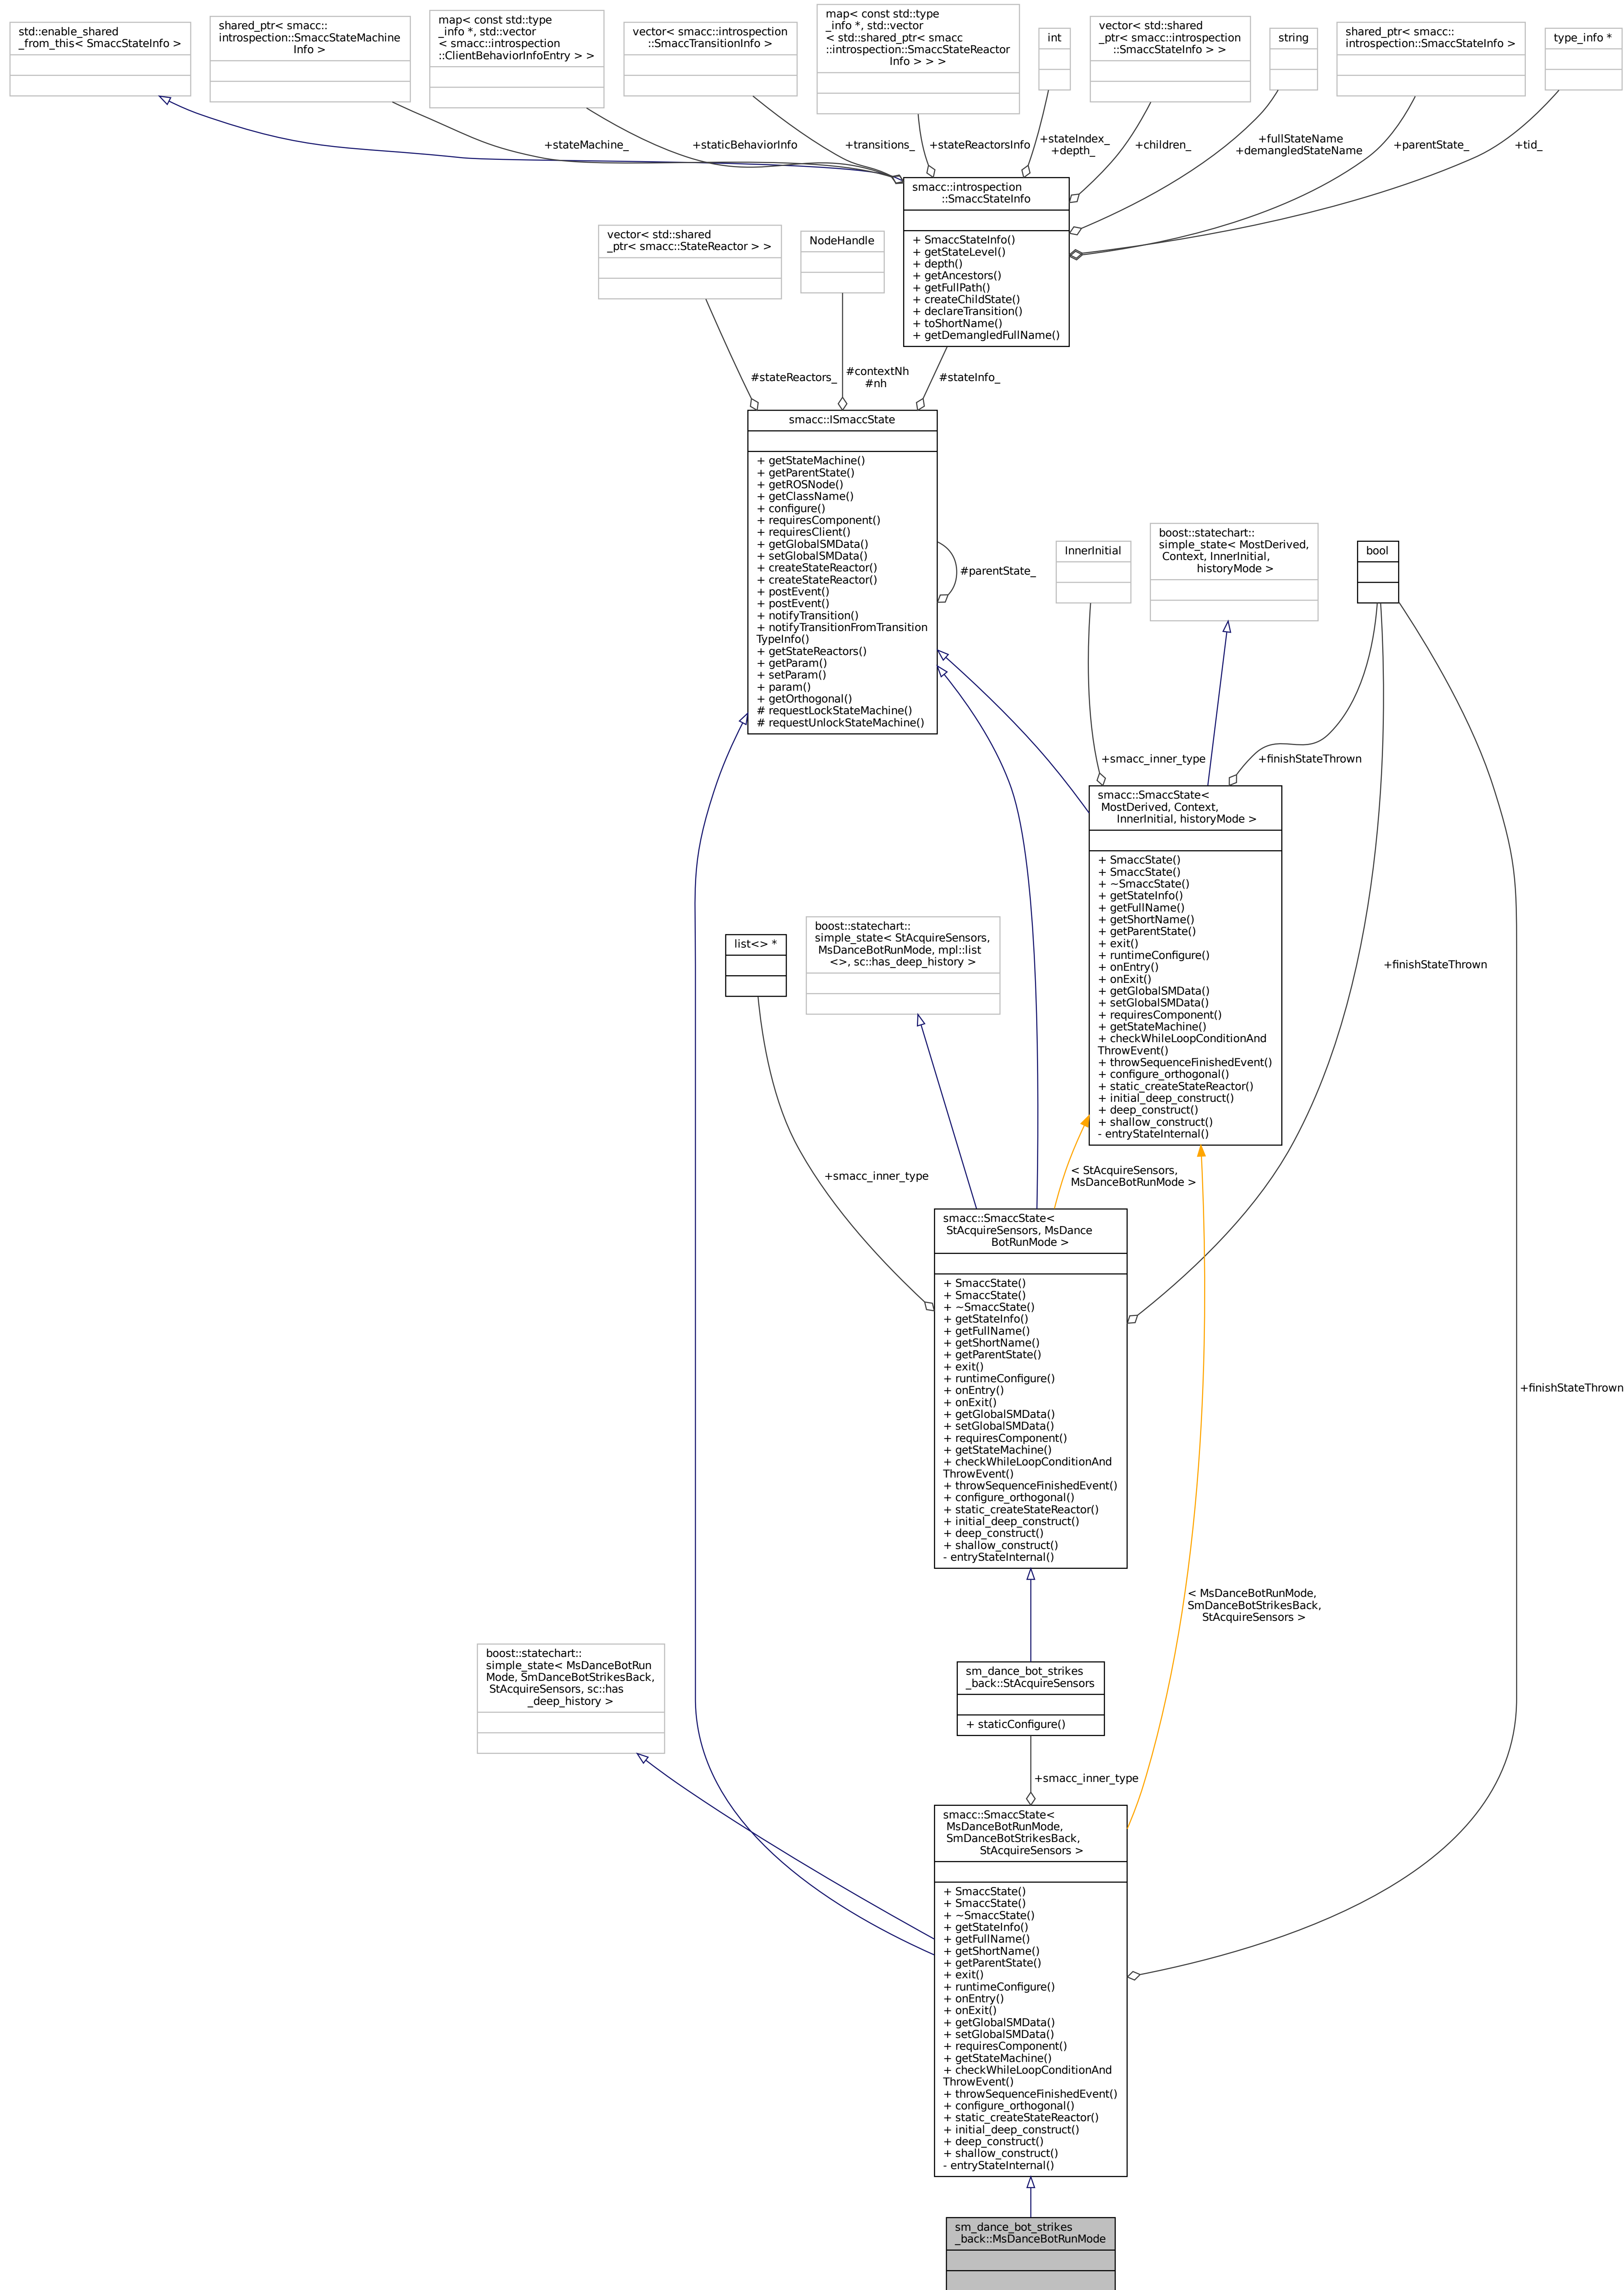 std::enable_shared
_from_this< SmaccStateInfo >
shared_ptr< smacc::
introspection::SmaccStateMachine
Info >
map< const std::type
_info *, std::vector
< smacc::introspection
::ClientBehaviorInfoEntry > >
vector< smacc::introspection
::SmaccTransitionInfo >
map< const std::type
_info *, std::vector
< std::shared_ptr< smacc
::introspection::SmaccStateReactor
Info > > >
int
vector< std::shared
_ptr< smacc::introspection
::SmaccStateInfo > >
string
shared_ptr< smacc::
introspection::SmaccStateInfo >
type_info *
+stateMachine_
+staticBehaviorInfo
+transitions_
+stateReactorsInfo
+stateIndex_
+depth_
+children_
+fullStateName
+demangledStateName
+parentState_
+tid_
smacc::introspection
::SmaccStateInfo
+ SmaccStateInfo()
+ getStateLevel()
+ depth()
+ getAncestors()
+ getFullPath()
+ createChildState()
+ declareTransition()
+ toShortName()
+ getDemangledFullName()
vector< std::shared
_ptr< smacc::StateReactor > >
NodeHandle
#stateReactors_
#contextNh
#nh
#stateInfo_
smacc::ISmaccState
+ getStateMachine()
+ getParentState()
+ getROSNode()
+ getClassName()
+ configure()
+ requiresComponent()
+ requiresClient()
+ getGlobalSMData()
+ setGlobalSMData()
+ createStateReactor()
+ createStateReactor()
+ postEvent()
+ postEvent()
+ notifyTransition()
+ notifyTransitionFromTransition
TypeInfo()
+ getStateReactors()
+ getParam()
+ setParam()
+ param()
+ getOrthogonal()
# requestLockStateMachine()
# requestUnlockStateMachine()
#parentState_
InnerInitial
boost::statechart::
simple_state< MostDerived,
Context, InnerInitial,
historyMode >
bool
+smacc_inner_type
+finishStateThrown
smacc::SmaccState<
MostDerived, Context,
InnerInitial, historyMode >
+ SmaccState()
+ SmaccState()
+ ~SmaccState()
+ getStateInfo()
+ getFullName()
+ getShortName()
+ getParentState()
+ exit()
+ runtimeConfigure()
+ onEntry()
+ onExit()
+ getGlobalSMData()
+ setGlobalSMData()
+ requiresComponent()
+ getStateMachine()
+ checkWhileLoopConditionAnd
ThrowEvent()
+ throwSequenceFinishedEvent()
+ configure_orthogonal()
+ static_createStateReactor()
+ initial_deep_construct()
+ deep_construct()
+ shallow_construct()
- entryStateInternal()
list<> *
boost::statechart::
simple_state< StAcquireSensors,
MsDanceBotRunMode, mpl::list
<>, sc::has_deep_history >
+finishStateThrown
+smacc_inner_type
< StAcquireSensors,
MsDanceBotRunMode >
smacc::SmaccState<
StAcquireSensors, MsDance
BotRunMode >
+ SmaccState()
+ SmaccState()
+ ~SmaccState()
+ getStateInfo()
+ getFullName()
+ getShortName()
+ getParentState()
+ exit()
+ runtimeConfigure()
+ onEntry()
+ onExit()
+ getGlobalSMData()
+ setGlobalSMData()
+ requiresComponent()
+ getStateMachine()
+ checkWhileLoopConditionAnd
ThrowEvent()
+ throwSequenceFinishedEvent()
+ configure_orthogonal()
+ static_createStateReactor()
+ initial_deep_construct()
+ deep_construct()
+ shallow_construct()
- entryStateInternal()
+finishStateThrown
< MsDanceBotRunMode,
SmDanceBotStrikesBack,
StAcquireSensors >
boost::statechart::
simple_state< MsDanceBotRun
Mode, SmDanceBotStrikesBack,
StAcquireSensors, sc::has
_deep_history >
sm_dance_bot_strikes
_back::StAcquireSensors
+ staticConfigure()
+smacc_inner_type
smacc::SmaccState<
MsDanceBotRunMode,
SmDanceBotStrikesBack,
StAcquireSensors >
+ SmaccState()
+ SmaccState()
+ ~SmaccState()
+ getStateInfo()
+ getFullName()
+ getShortName()
+ getParentState()
+ exit()
+ runtimeConfigure()
+ onEntry()
+ onExit()
+ getGlobalSMData()
+ setGlobalSMData()
+ requiresComponent()
+ getStateMachine()
+ checkWhileLoopConditionAnd
ThrowEvent()
+ throwSequenceFinishedEvent()
+ configure_orthogonal()
+ static_createStateReactor()
+ initial_deep_construct()
+ deep_construct()
+ shallow_construct()
- entryStateInternal()
sm_dance_bot_strikes
_back::MsDanceBotRunMode